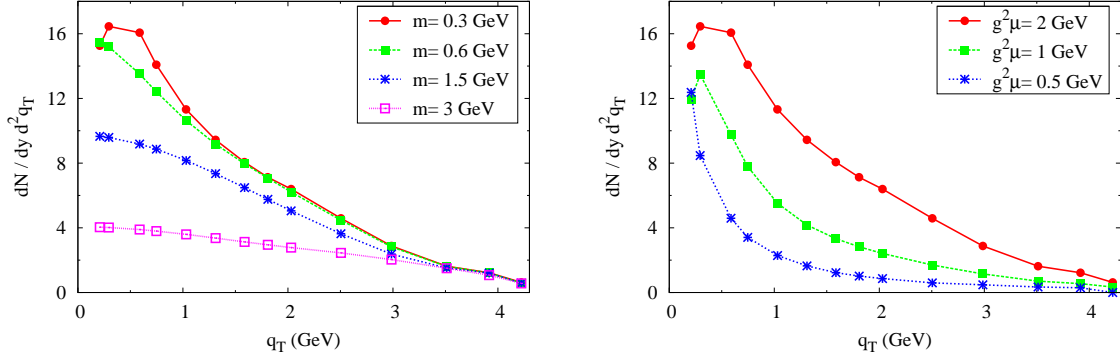 dN / dy d²q_T
16
12
8
4
0
0
1
2
3
4
q_T (GeV)
m= 0.3 GeV
m= 0.6 GeV
m= 1.5 GeV
m= 3 GeV
dN / dy d²q_T
16
12
8
4
0
0
1
2
3
4
q_T (GeV)
g²μ = 2 GeV
g²μ = 1 GeV
g²μ = 0.5 GeV